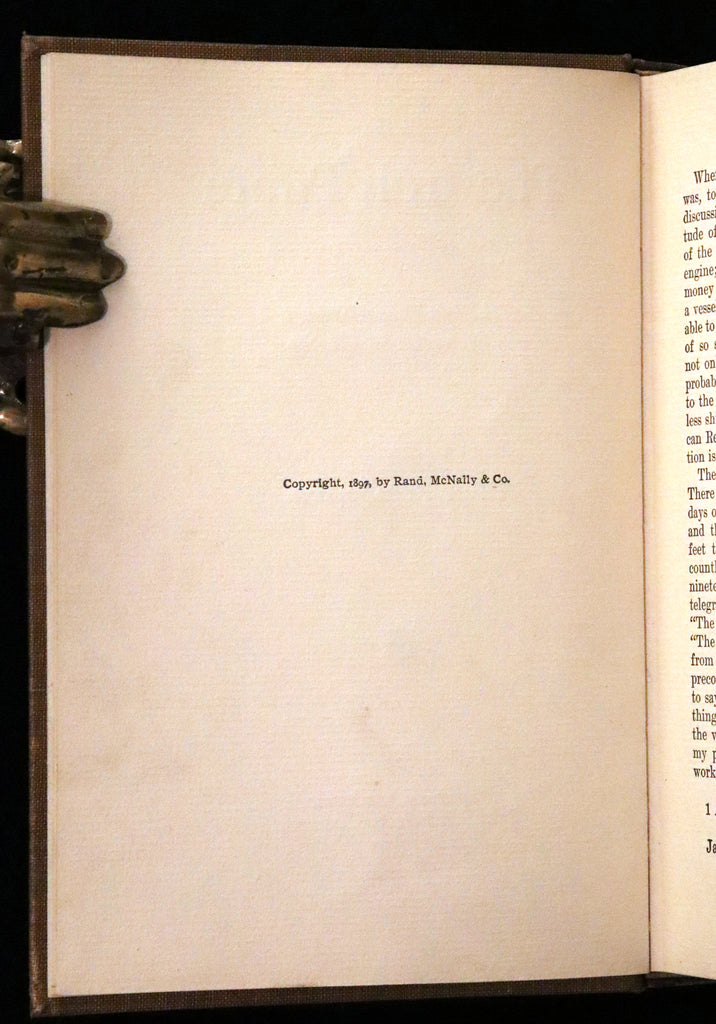 Copyright, 1897, by Rand, McNally & Co.
Whe
was, to
discussi
tude of
of the
engine;
money
a vesse
able to
of so s
not on
probab
to the
less sh
can Re
tion is
The
There
days o
and th
feet t
countl
ninete
telegr
“The
“The
from
preco
to say
thing
the v
my p
work
1
Ja